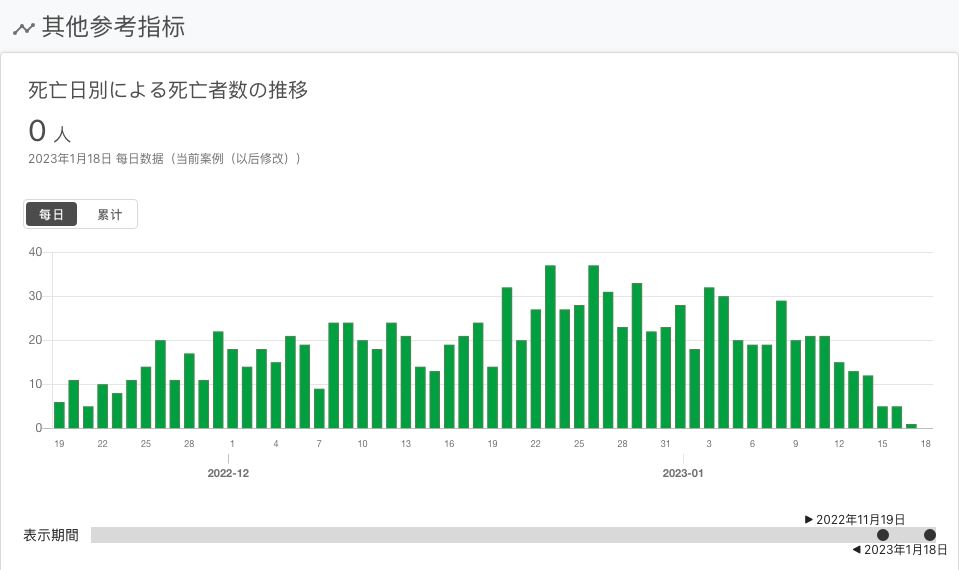 其他参考指标
死亡日別による死亡者数の推移
0 人
2023年1月18日 每日数据（当前案例（以后修改））
每日 累计
40
30
20
10
0
19 22 25 28 1 4 7 10 13 16 19 22 25 28 31 3 6 9 12 15 18
2022-12 2023-01
▶ 2022年11月19日
表示期間
◀ 2023年1月18日